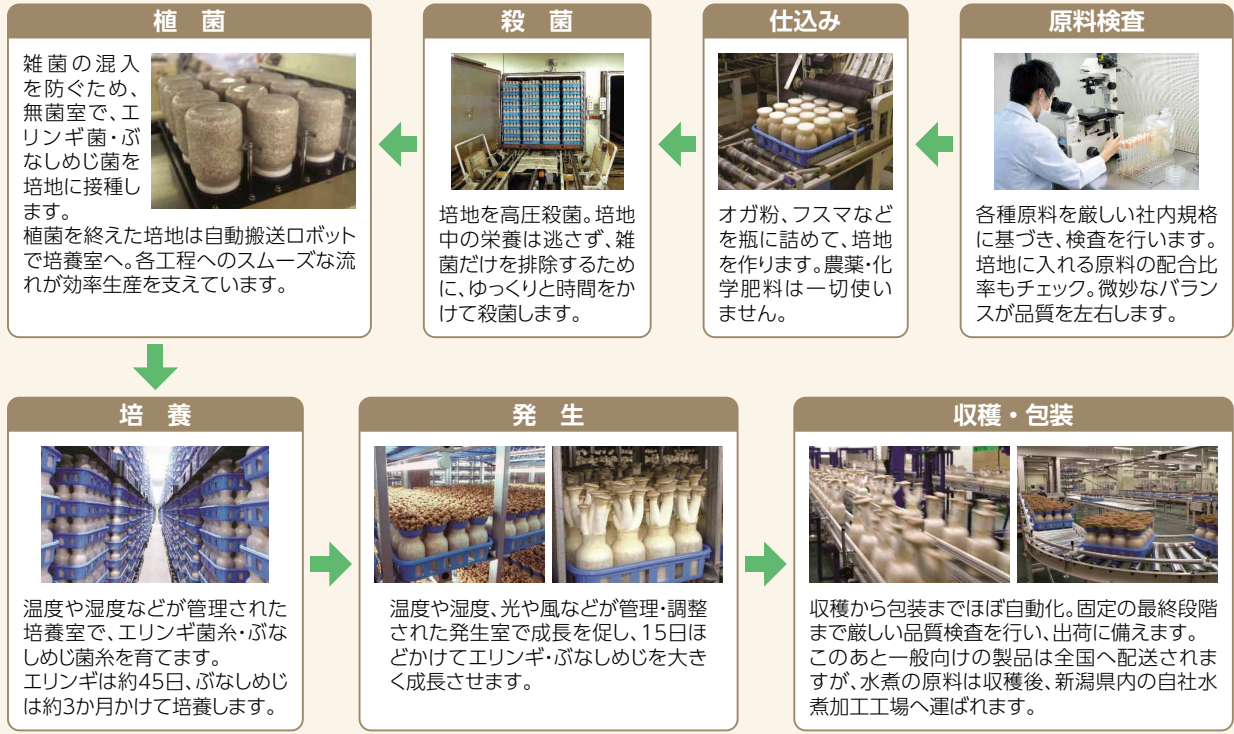 原料検査
各種原料を厳しい社内規格
に基づき、検査を行います。
培地に入れる原料の配合比
率もチェック。微妙なバラン
スが品質を左右します。
仕込み
オガ粉、フスマなど
を瓶に詰めて、培地
を作ります。農薬・化
学肥料は一切使い
ません。
殺 菌
培地を高圧殺菌。培地
中の栄養は逃さず、雑
菌だけを排除するため
に、ゆっくりと時間をか
けて殺菌します。
植 菌
雑菌の混入
を防ぐため、
無菌室で、エ
リンギ菌・ぶ
なしめじ菌を
培地に接種し
ます。
植菌を終えた培地は自動搬送ロボット
で培養室へ。各工程へのスムーズな流
れが効率生産を支えています。
培 養
温度や湿度などが管理された
培養室で、エリンギ菌糸・ぶな
しめじ菌糸を育てます。
エリンギは約45日、ぶなしめじ
は約3か月かけて培養します。
発 生
温度や湿度、光や風などが管理・調整
された発生室で成長を促し、15日ほ
どかけてエリンギ・ぶなしめじを大き
く成長させます。
収穫・包装
収穫から包装までほぼ自動化。固定の最終段階
まで厳しい品質検査を行い、出荷に備えます。
このあと一般向けの製品は全国へ配送されま
すが、水煮の原料は収穫後、新潟県内の自社水
煮加工工場へ運ばれます。